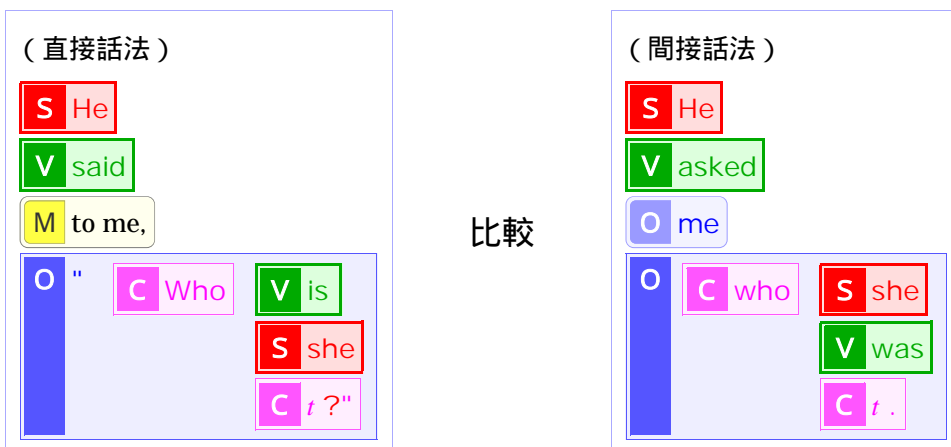 (直接話法)
S He
V said
M to me,
O " C Who V is
S she
C t ?"
比較
(間接話法)
S He
V asked
O me
O C who S she
V was
C t .